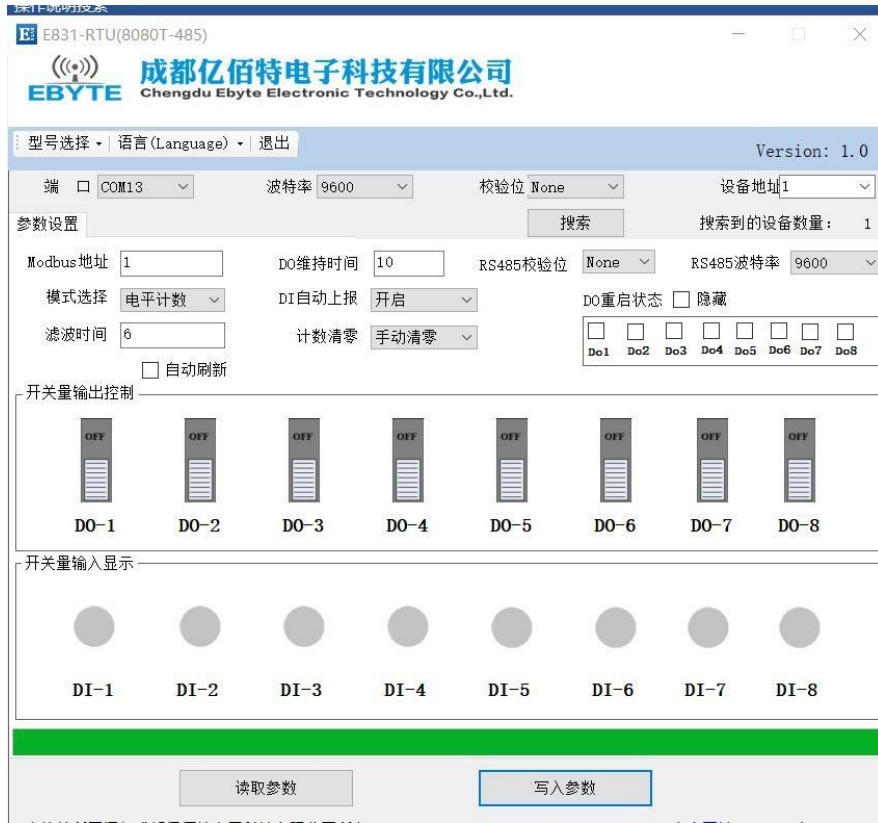 操作说明搜索
E831-RTU(8080T-485)
EBYTE 成都亿佰特电子科技有限公司
Chengdu Ebyte Electronic Technology Co.,Ltd.
型号选择 语言(Language) 退出
Version: 1.0
端 口 COM13 波特率 9600 校验位 None 设备地址 1
参数设置 搜索 搜索到的设备数量: 1
Modbus地址 1 DO维持时间 10 RS485校验位 None RS485波特率 9600
模式选择 电平计数 DI自动上报 开启 DO重启状态 隐藏
滤波时间 6 计数清零 手动清零
Do1 Do2 Do3 Do4 Do5 Do6 Do7 Do8
自动刷新
开关量输出控制
OFF OFF OFF OFF OFF OFF OFF OFF
DO-1 DO-2 DO-3 DO-4 DO-5 DO-6 DO-7 DO-8
开关量输入显示
DI-1 DI-2 DI-3 DI-4 DI-5 DI-6 DI-7 DI-8
读取参数 写入参数